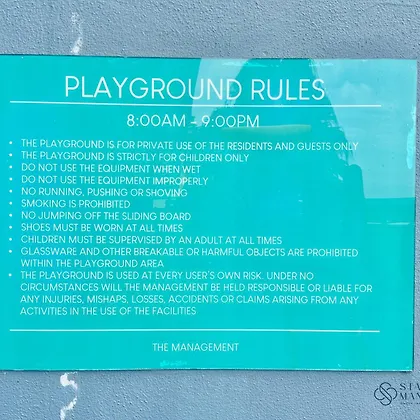 PLAYGROUND RULES
8:00AM - 9:00PM
• THE PLAYGROUND IS FOR PRIVATE USE OF THE RESIDENTS AND GUESTS ONLY
• THE PLAYGROUND IS STRICTLY FOR CHILDREN ONLY
• DO NOT USE THE EQUIPMENT WHEN WET
• DO NOT USE THE EQUIPMENT IMPROPERLY
• NO RUNNING, PUSHING OR SHOVING
• SMOKING IS PROHIBITED
• NO JUMPING OFF THE SLIDING BOARD
• SHOES MUST BE WORN AT ALL TIMES
• CHILDREN MUST BE SUPERVISED BY AN ADULT AT ALL TIMES
• GLASSWARE AND OTHER BREAKABLE OR HARMFUL OBJECTS ARE PROHIBITED
WITHIN THE PLAYGROUND AREA
• THE PLAYGROUND IS USED AT EVERY USER'S OWN RISK. UNDER NO
CIRCUMSTANCES WILL THE MANAGEMENT BE HELD RESPONSIBLE OR LIABLE FOR
ANY INJURIES, MISHAPS, LOSSES, ACCIDENTS OR CLAIMS ARISING FROM ANY
ACTIVITIES IN THE USE OF THE FACILITIES
THE MANAGEMENT